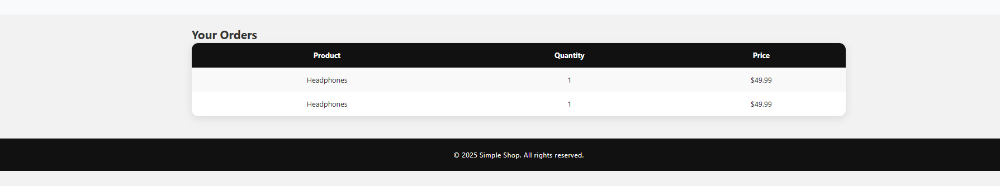 Your Orders
Product Quantity Price
Headphones 1 $49.99
Headphones 1 $49.99
© 2025 Simple Shop. All rights reserved.